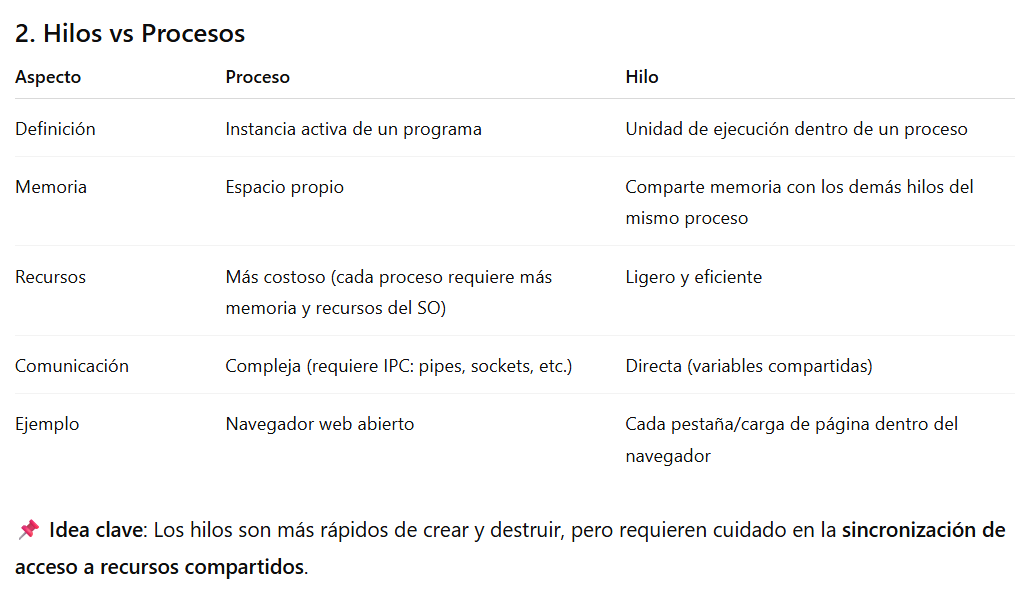 2. Hilos vs Procesos
Aspecto Proceso Hilo
Definición Instancia activa de un programa Unidad de ejecución dentro de un proceso
Memoria Espacio propio Comparte memoria con los demás hilos del
mismo proceso
Recursos Más costoso (cada proceso requiere más Ligero y eficiente
memoria y recursos del SO)
Comunicación Compleja (requiere IPC: pipes, sockets, etc.) Directa (variables compartidas)
Ejemplo Navegador web abierto Cada pestaña/carga de página dentro del
navegador
📌 Idea clave: Los hilos son más rápidos de crear y destruir, pero requieren cuidado en la sincronización de
acceso a recursos compartidos.